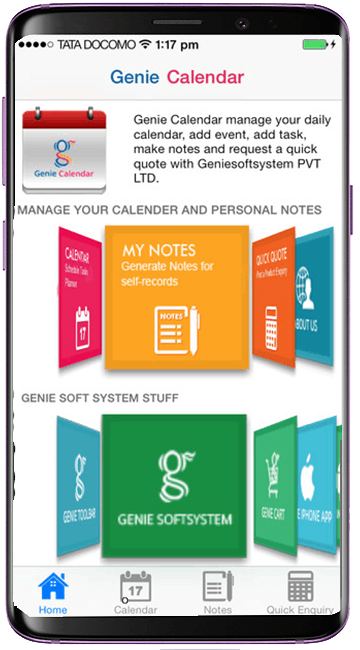 TATA DOCOMO 1:17 pm
Genie Calendar
Genie Calendar manage your daily
calendar, add event, add task,
make notes and request a quick
quote with Geniesoftsystem PVT
LTD.
Genie Calendar
MANAGE YOUR CALENDER AND PERSONAL NOTES
CALENDAR
Schedule Tasks
Planner
17
MY NOTES
Generate Notes for
self-records
NOTES
QUICK QUOTE
Post a Product Enquiry
ABOUT US
GENIE SOFT SYSTEM STUFF
GENIE TOOLBAR
GENIE SOFTSYSTEM
GENIE CART
IPHONE APP
17
Home
Calendar
Notes
Quick Enquiry